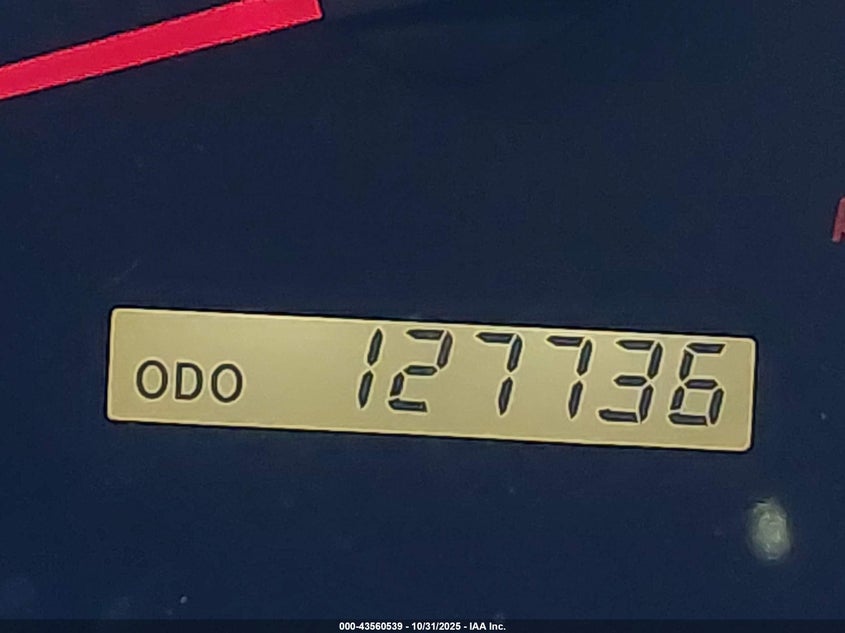 ODO 127736
000-43560539 - 10/31/2025 - IAA Inc.